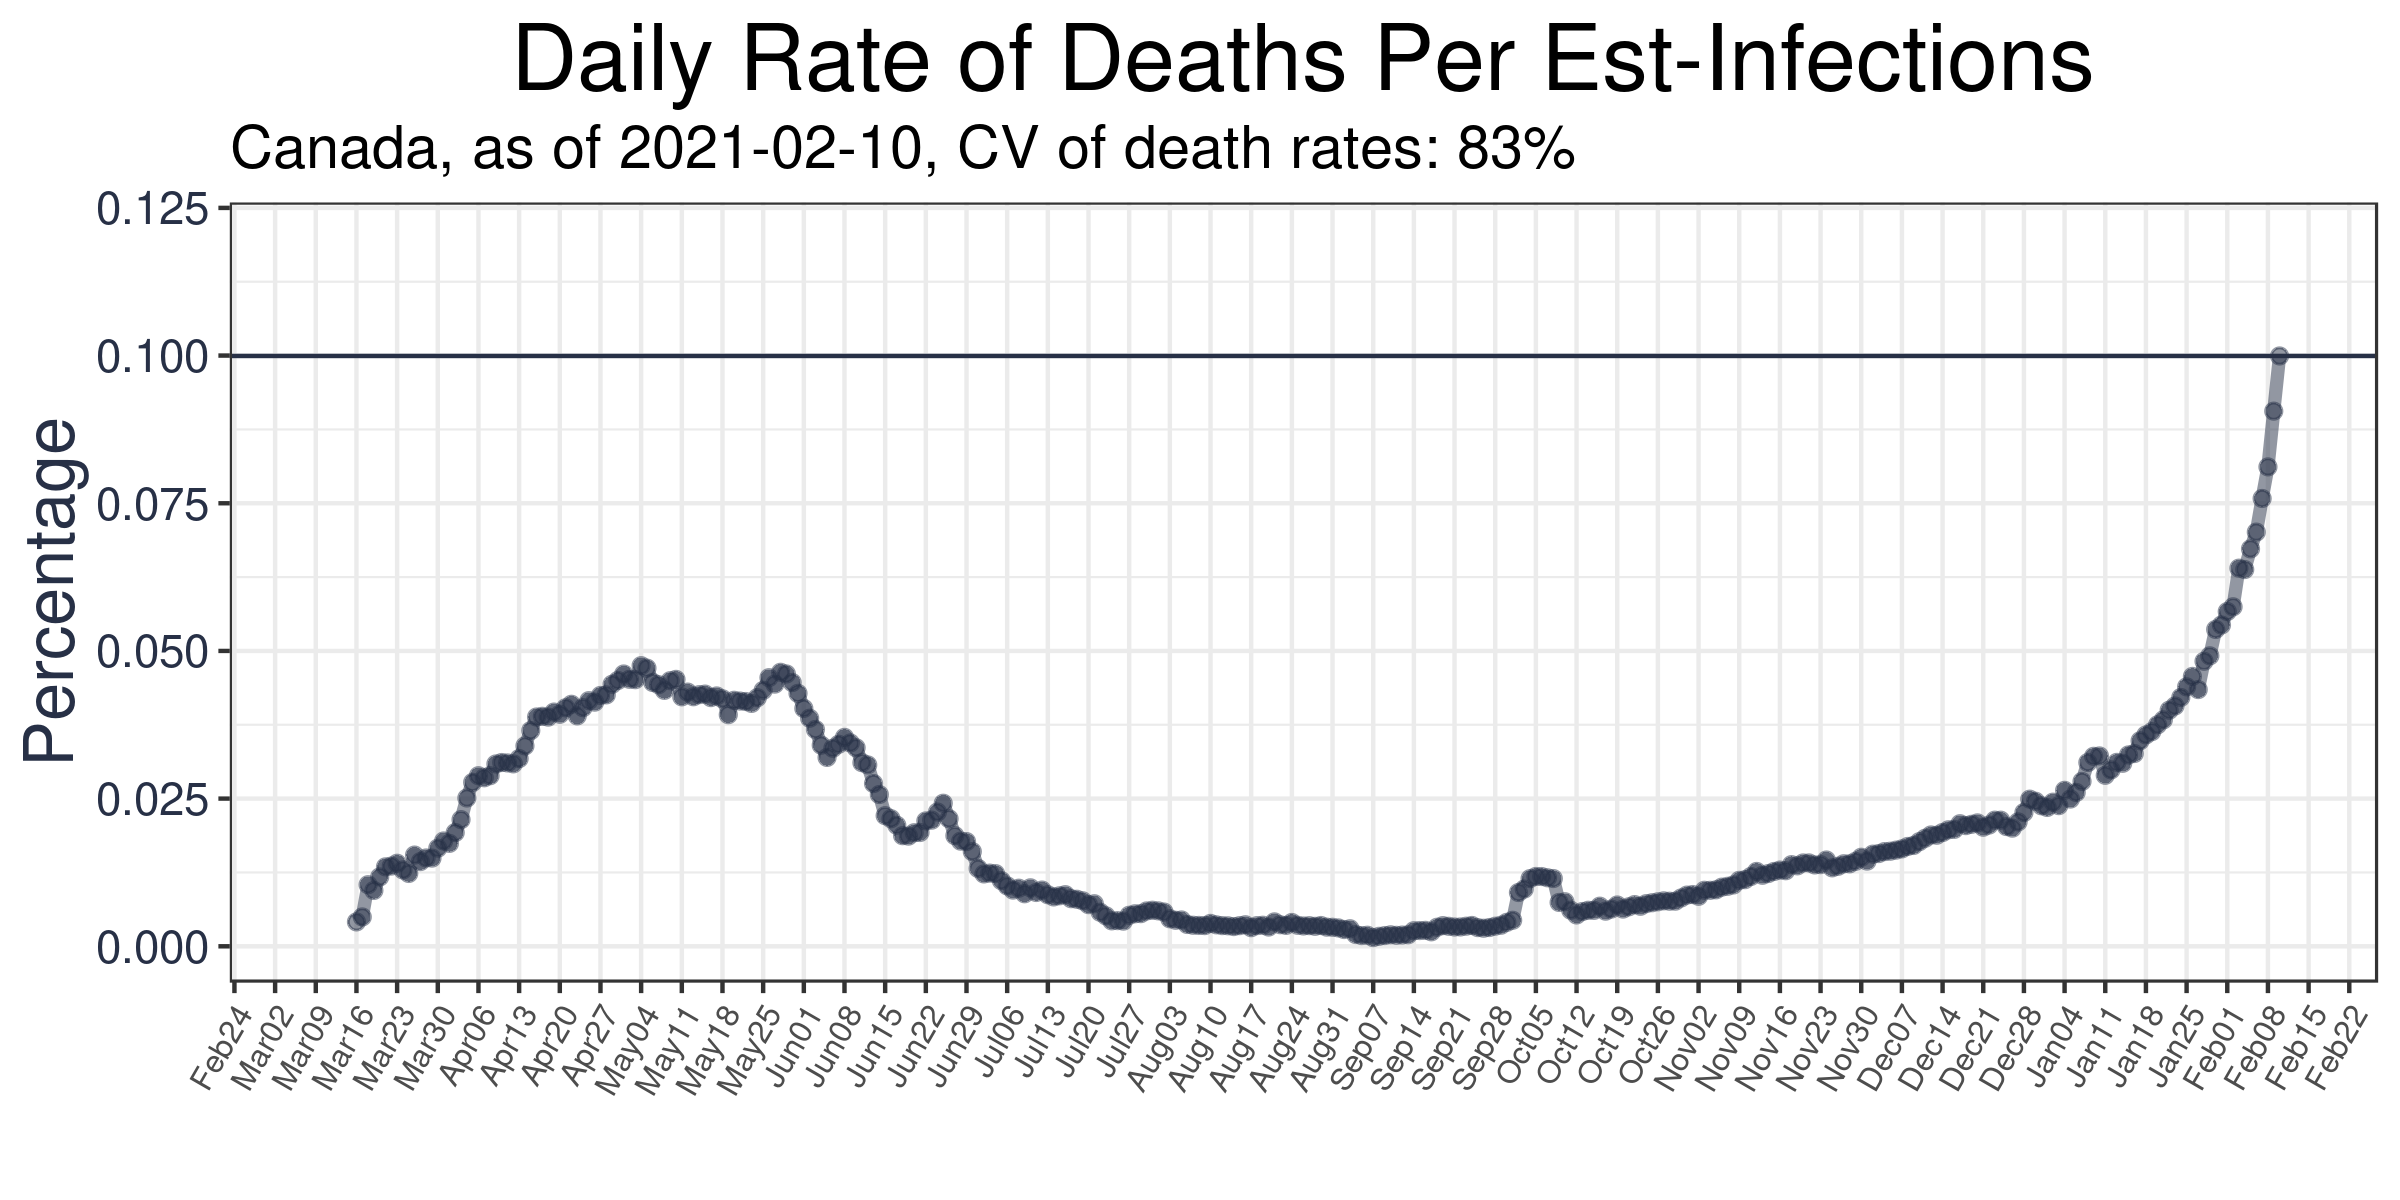 Daily Rate of Deaths Per Est-Infections
Canada, as of 2021-02-10, CV of death rates: 83%
Percentage
0.125
0.100
0.075
0.050
0.025
0.000
Feb24
Mar02
Mar09
Mar16
Mar23
Mar30
Apr06
Apr13
Apr20
Apr27
May04
May11
May18
May25
Jun01
Jun08
Jun15
Jun22
Jun29
Jul06
Jul13
Jul20
Jul27
Aug03
Aug10
Aug17
Aug24
Aug31
Sep07
Sep14
Sep21
Sep28
Oct05
Oct12
Oct19
Oct26
Nov02
Nov09
Nov16
Nov23
Nov30
Dec07
Dec14
Dec21
Dec28
Jan04
Jan11
Jan18
Jan25
Feb01
Feb08
Feb15
Feb22